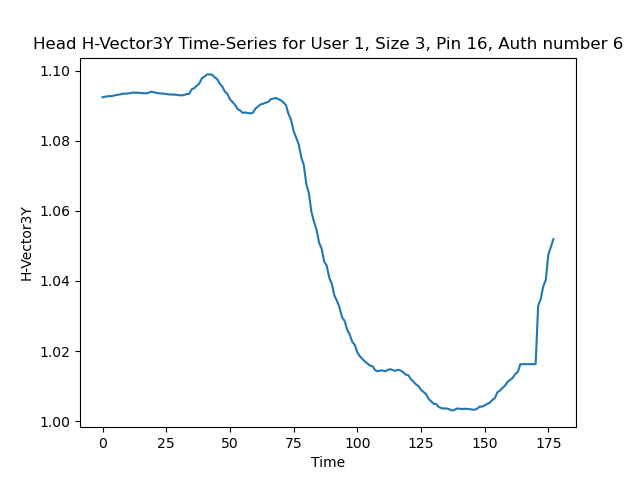 Head H-Vector3Y Time-Series for User 1, Size 3, Pin 16, Auth number 6
1.10
1.08
1.06
1.04
1.02
1.00
H-Vector3Y
0 25 50 75 100 125 150 175
Time